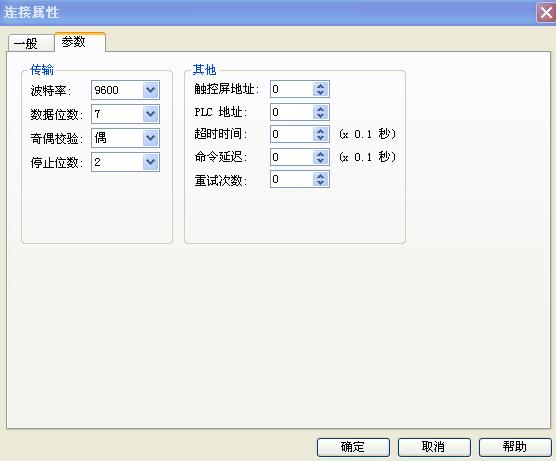 连接属性
一般 参数
传输
波特率: 9600
数据位数: 7
奇偶校验: 偶
停止位数: 2
其他
触控屏地址: 0
PLC 地址: 0
超时时间: 0 (x 0.1 秒)
命令延迟: 0 (x 0.1 秒)
重试次数: 0
确定 取消 帮助